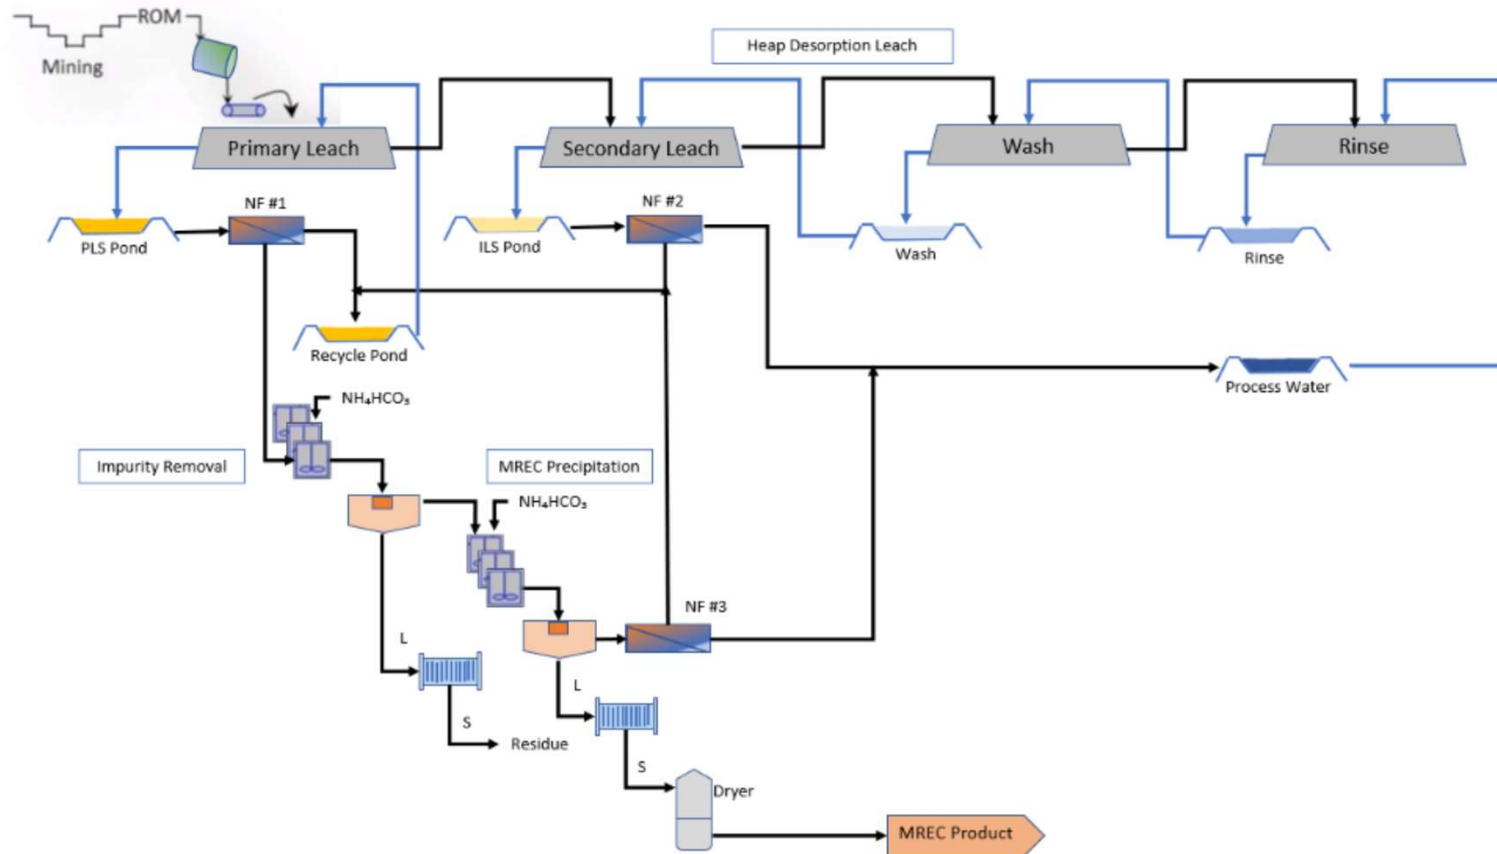 ROM
Mining
Heap Desorption Leach
Primary Leach
Secondary Leach
Wash
Rinse
NF #1
NF #2
PLS Pond
ILS Pond
Wash
Rinse
Recycle Pond
Process Water
NH₄HCO₃
Impurity Removal
MREC Precipitation
NH₄HCO₃
NF #3
L
L
S
Residue
S
Dryer
MREC Product